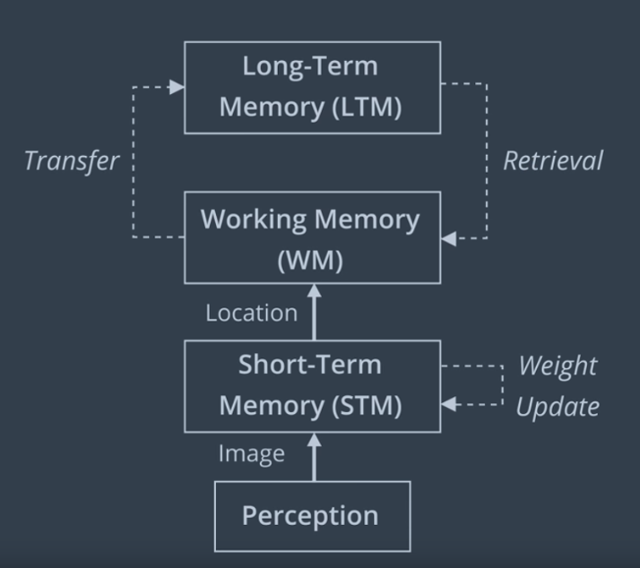 Long-Term
Memory (LTM)
Transfer
Retrieval
Working Memory
(WM)
Location
Short-Term
Memory (STM)
Weight
Update
Image
Perception